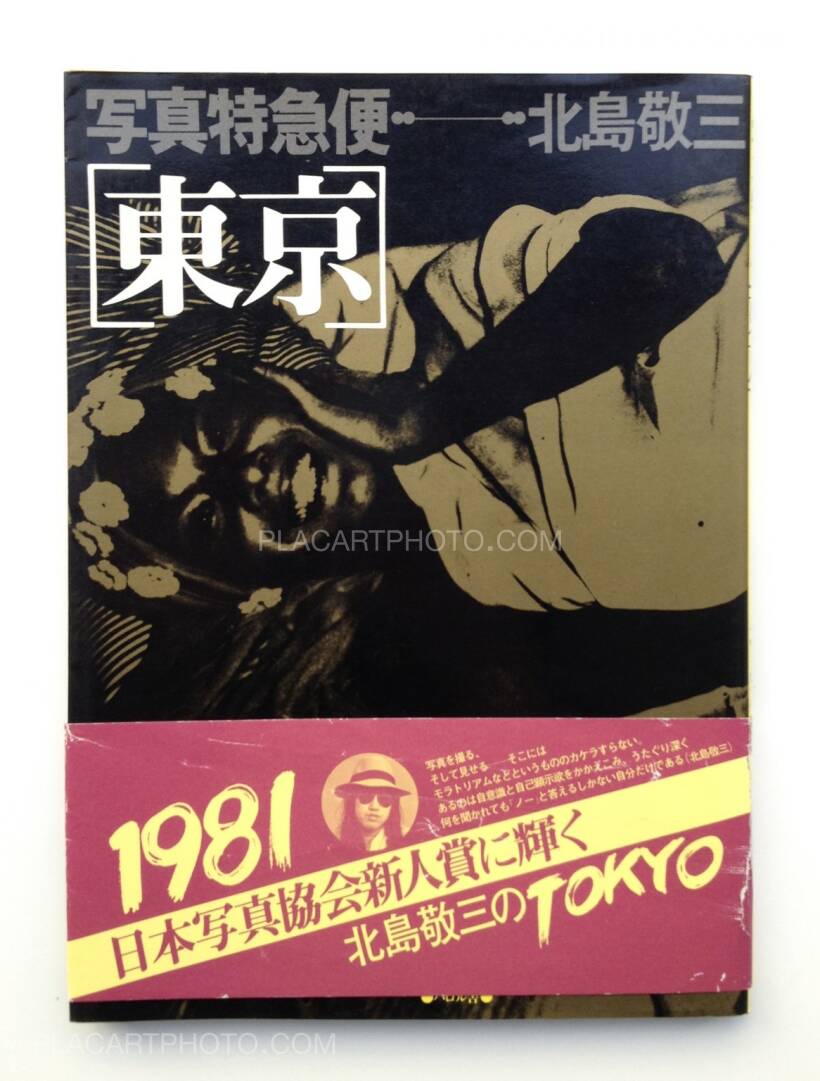 写真特急便 北島敬三
[東京]
PLACARTPHOTO.COM
写真を撮る、
そして見せる――そこには
モラトリアムなどというもののカケラすらない。
あるのは自意識と自己顕示欲をかかえこみ。うたぐり深く
何を聞かれても「ノー」と答えるしかない自分だけである(北島敬三)
1981
日本写真協会新人賞に輝く
北島敬三のTOKYO
PLACARTPHOTO.COM